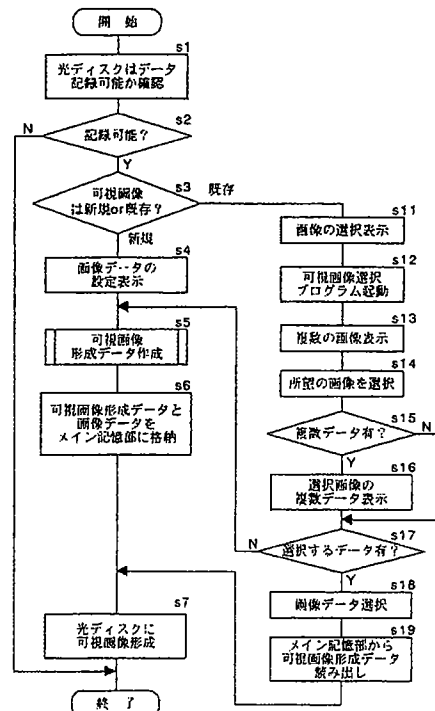 開始
s1
光ディスクはデータ
記録可能か確認
s2
記録可能?
N
Y
s3
可視画像
は新規or既存?
既存
新規
s4
画像データの
設定表示
s5
可視画像
形成データ作成
s6
可視画像形成データと
画像データを
メイン記憶部に格納
s7
光ディスクに
可視画像形成
終了
s11
画像の選択表示
s12
可視画像選択
プログラム起動
s13
複数の画像表示
s14
所望の画像を選択
s15
複数データ有?
N
Y
s16
選択画像の
複数データ表示
s17
選択するデータ有?
N
Y
s18
画像データ選択
s19
メイン記憶部から
可視画像形成データ
読み出し